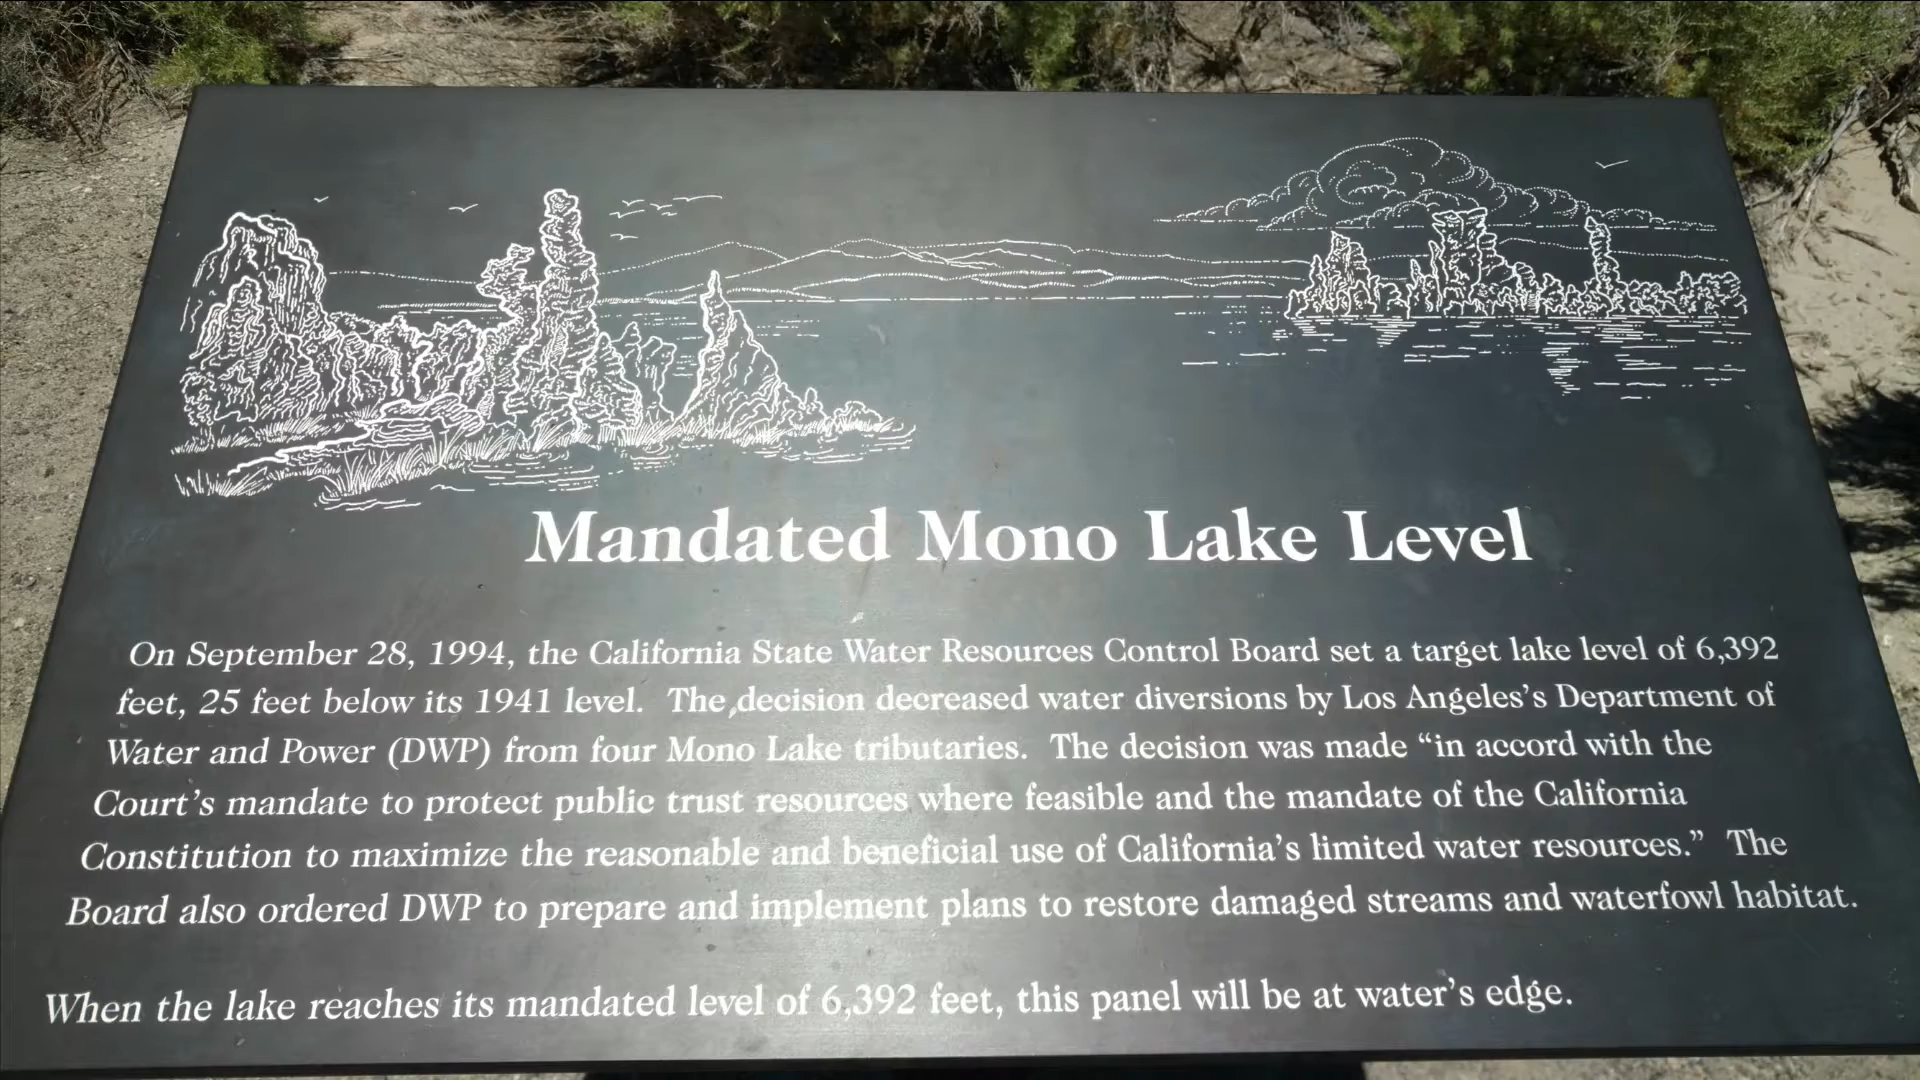 Mandated Mono Lake Level
On September 28, 1994, the California State Water Resources Control Board set a target lake level of 6,392
feet, 25 feet below its 1941 level. The decision decreased water diversions by Los Angeles's Department of
Water and Power (DWP) from four Mono Lake tributaries. The decision was made “in accord with the
Court's mandate to protect public trust resources where feasible and the mandate of the California
Constitution to maximize the reasonable and beneficial use of California's limited water resources.” The
Board also ordered DWP to prepare and implement plans to restore damaged streams and waterfowl habitat.
When the lake reaches its mandated level of 6,392 feet, this panel will be at water's edge.